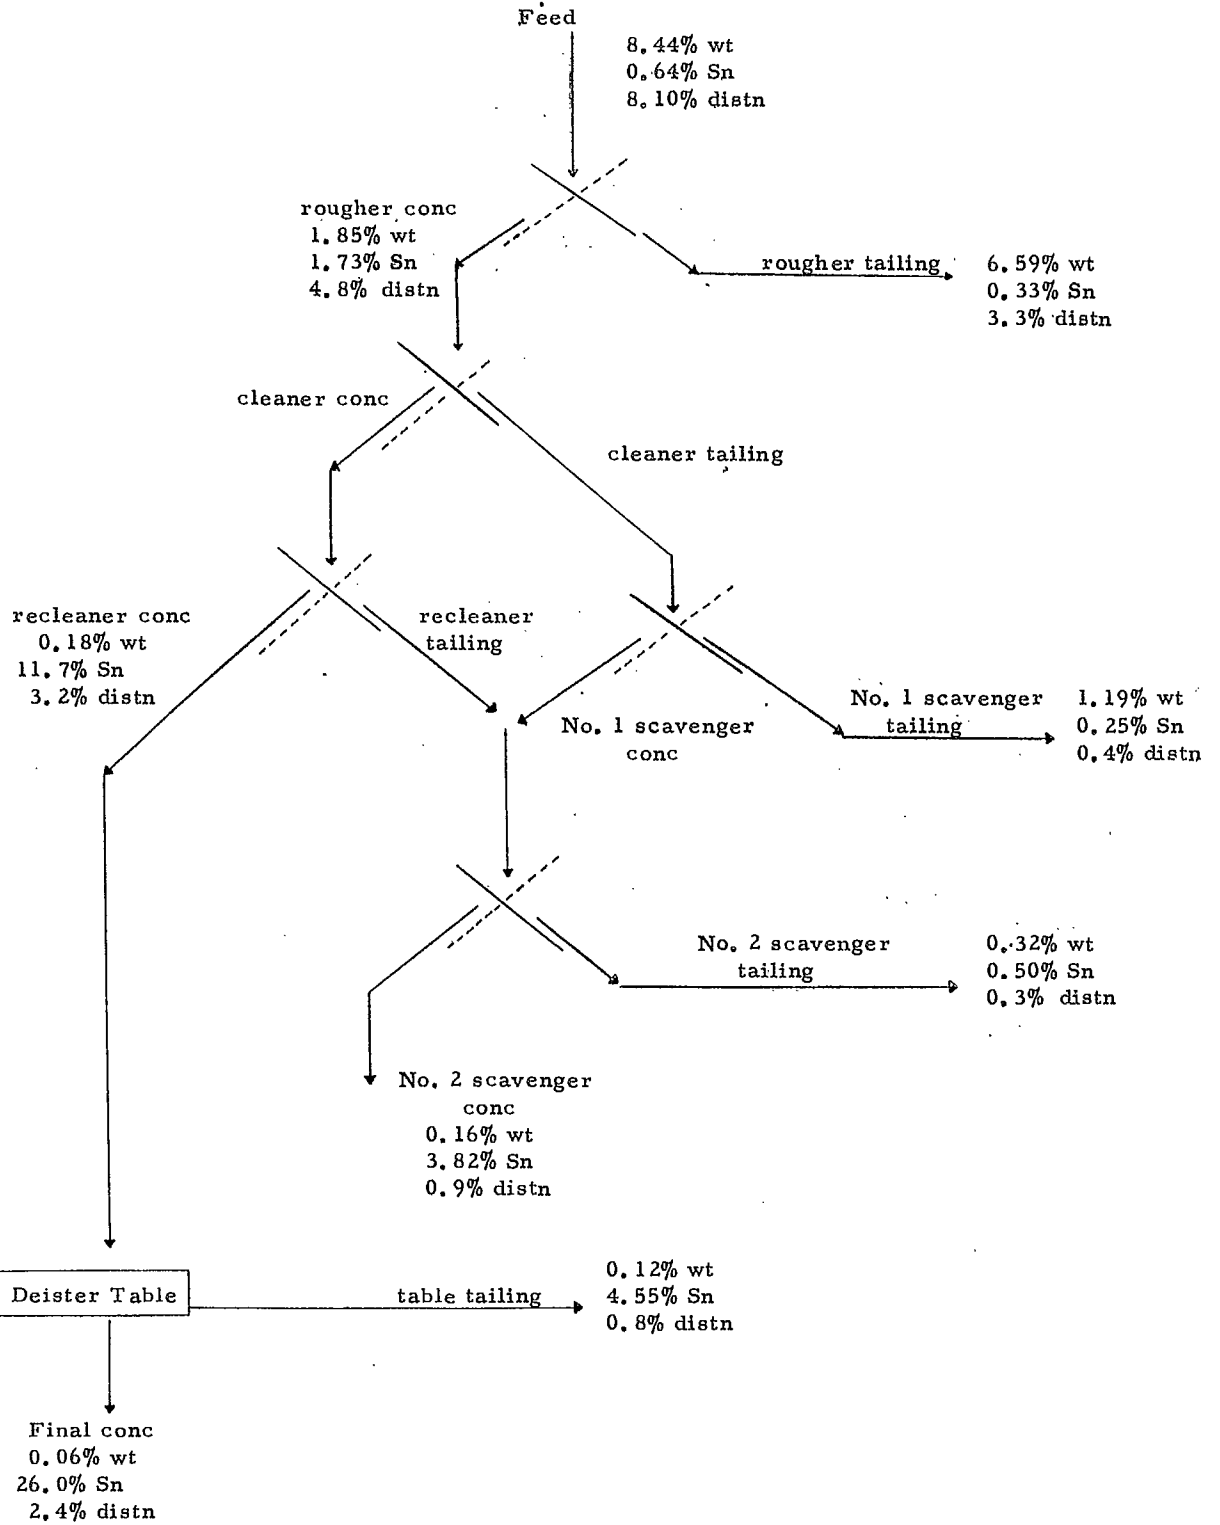 Feed
8.44% wt
0.64% Sn
8.10% distn
rougher conc
1.85% wt
1.73% Sn
4.8% distn
rougher tailing
6.59% wt
0.33% Sn
3.3% distn
cleaner conc
cleaner tailing
recleaner conc
0.18% wt
11.7% Sn
3.2% distn
recleaner
tailing
No. 1 scavenger
conc
No. 1 scavenger
tailing
1.19% wt
0.25% Sn
0.4% distn
No. 2 scavenger
tailing
0.32% wt
0.50% Sn
0.3% distn
No. 2 scavenger
conc
0.16% wt
3.82% Sn
0.9% distn
Deister Table
table tailing
0.12% wt
4.55% Sn
0.8% distn
Final conc
0.06% wt
26.0% Sn
2.4% distn